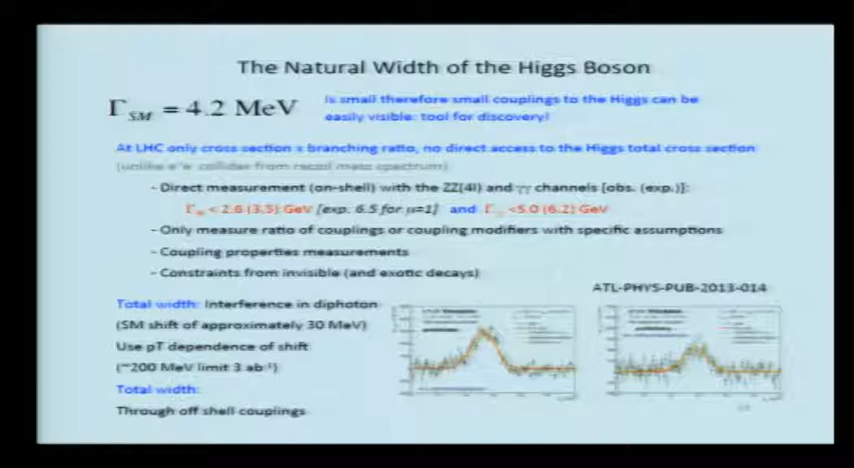 The Natural Width of the Higgs Boson
Γ_SM = 4.2 MeV
Is small therefore small couplings to the Higgs can be
easily visible: tool for discovery!
At LHC only cross section x branching ratio, no direct access to the Higgs total cross section
(unlike e⁺e⁻ collider from recoil mass spectrum)
- Direct measurement (on-shell) with the ZZ(4l) and γγ channels [obs. (exp.)]:
< 2.6 (3.5) GeV [exp. 6.5 for μ=1] and <5.0 (6.2) GeV
- Only measure ratio of couplings or coupling modifiers with specific assumptions
- Coupling properties measurements
- Constraints from invisible (and exotic decays)
ATL-PHYS-PUB-2013-014
Total width: Interference in diphoton
(SM shift of approximately 30 MeV)
Use pT dependence of shift
(~200 MeV limit 3 ab⁻¹)
Total width:
Through off shell couplings